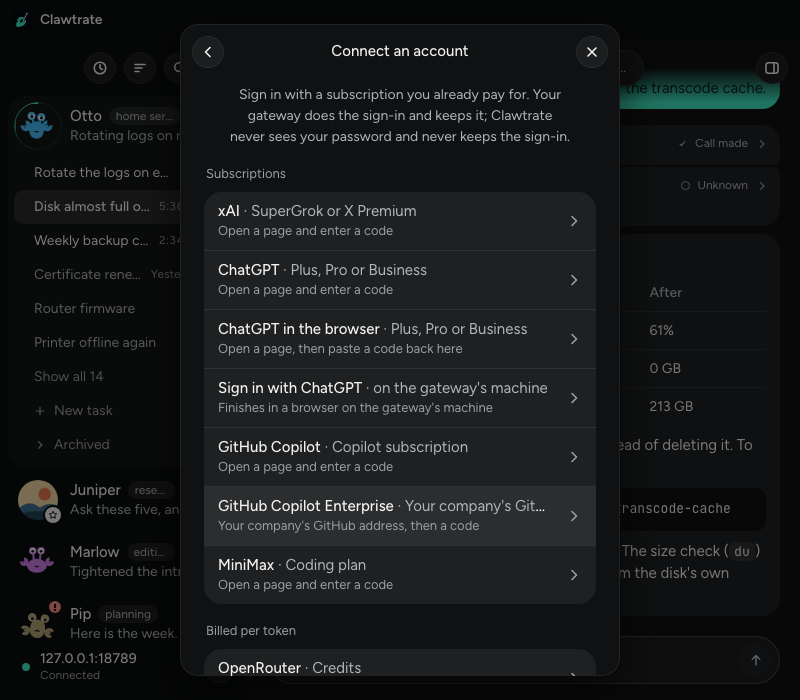 Clawtrate
Connect an account
Sign in with a subscription you already pay for. Your
gateway does the sign-in and keeps it; Clawtrate
never sees your password and never keeps the sign-in.
Subscriptions
xAI · SuperGrok or X Premium
Open a page and enter a code
ChatGPT · Plus, Pro or Business
Open a page and enter a code
ChatGPT in the browser · Plus, Pro or Business
Open a page, then paste a code back here
Sign in with ChatGPT · on the gateway's machine
Finishes in a browser on the gateway's machine
GitHub Copilot · Copilot subscription
Open a page and enter a code
GitHub Copilot Enterprise · Your company's Git...
Your company's GitHub address, then a code
MiniMax · Coding plan
Open a page and enter a code
Billed per token
OpenRouter · Credits
Otto home ser...
Rotating logs on
Rotate the logs on e...
Disk almost full o... 5:36
Weekly backup c... 2:34
Certificate rene... Yeste
Router firmware
Printer offline again
Show all 14
+ New task
Archived
Juniper rese...
Ask these five, an
Marlow editi...
Tightened the intr
Pip planning
Here is the week.
127.0.0.1:18789
Connected
the transcode cache.
Call made
Unknown
After
61%
0 GB
213 GB
ead of deleting it. To
transcode-cache
The size check ( du )
m the disk's own